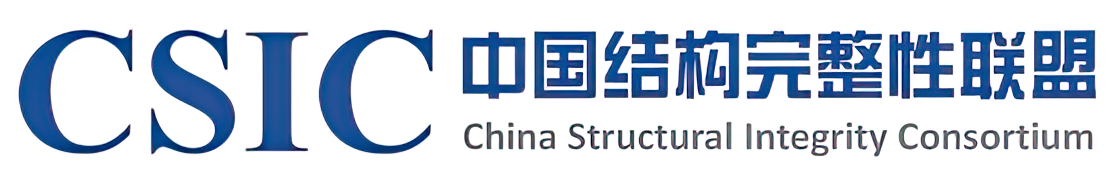 CSIC
中国结构完整性联盟
China Structural Integrity Consortium